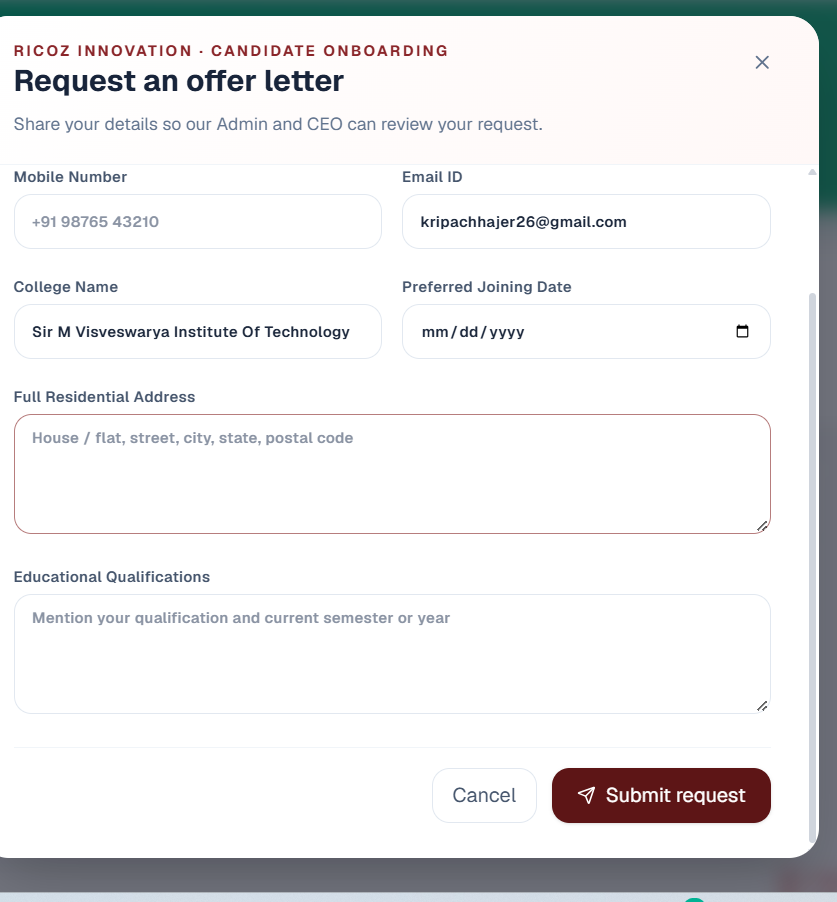 RICOZ INNOVATION · CANDIDATE ONBOARDING
Request an offer letter
Share your details so our Admin and CEO can review your request.
Mobile Number
Email ID
+91 98765 43210
kripachhajer26@gmail.com
College Name
Preferred Joining Date
Sir M Visveswarya Institute Of Technology
mm/dd/yyyy
Full Residential Address
House / flat, street, city, state, postal code
Educational Qualifications
Mention your qualification and current semester or year
Cancel
Submit request